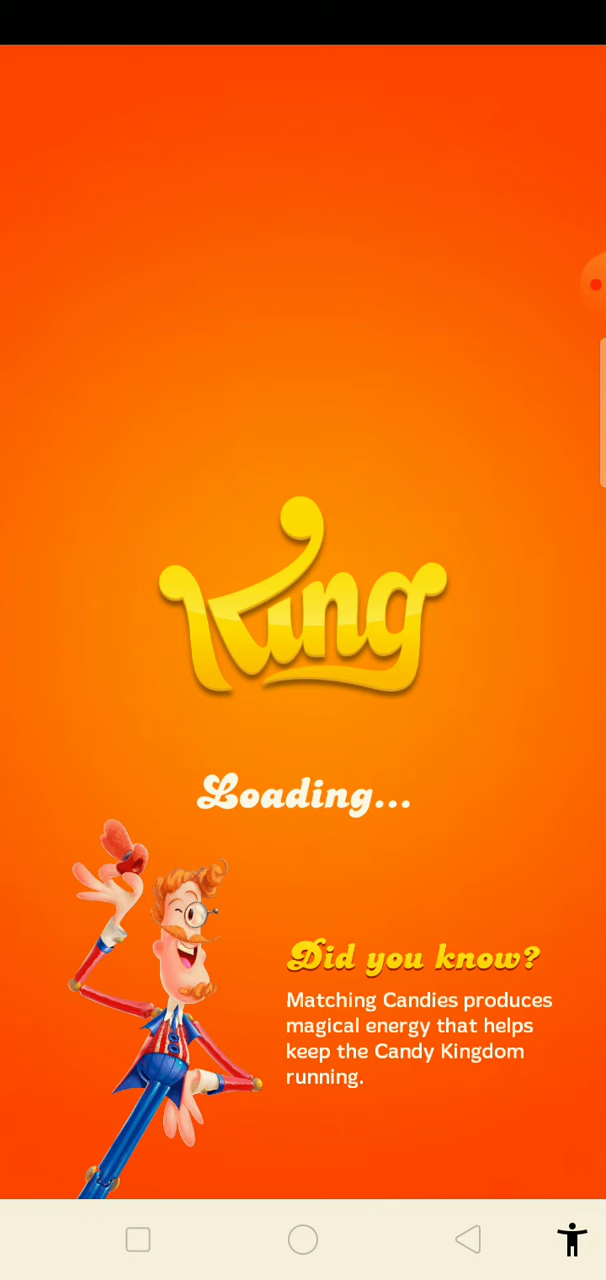 King
Loading...
Did you know?
Matching Candies produces
magical energy that helps
keep the Candy Kingdom
running.